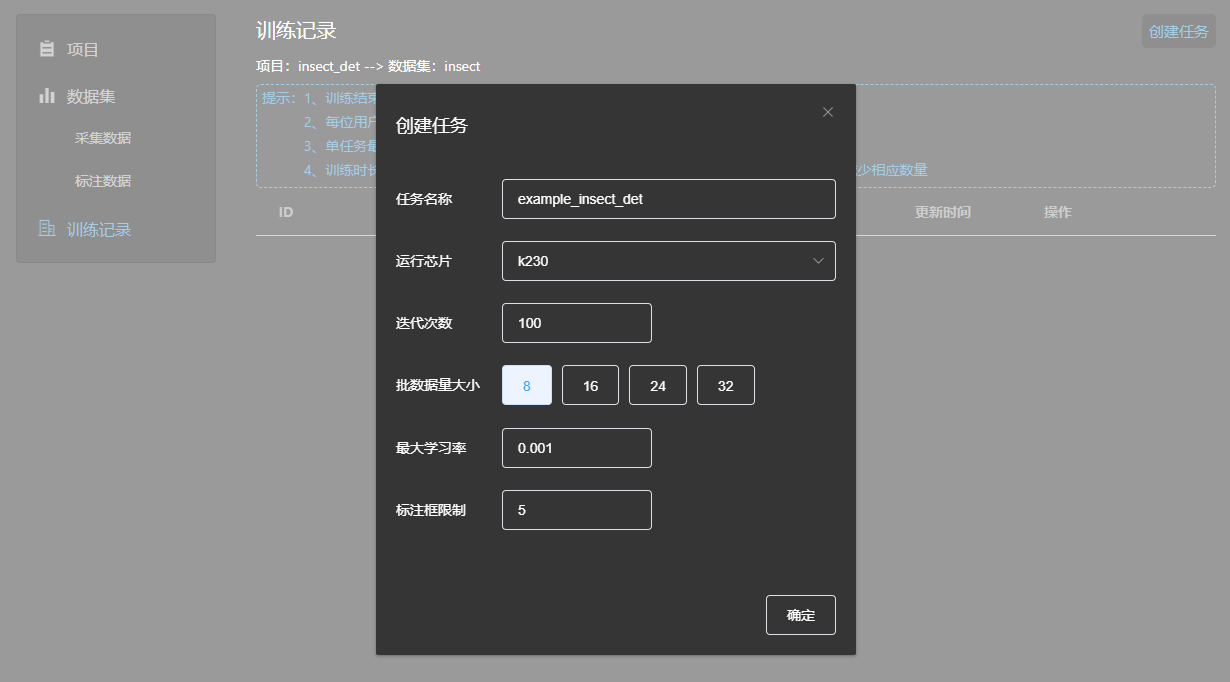 项目
数据集
采集数据
标注数据
训练记录
训练记录
创建任务
项目：insect_det --> 数据集：insect
提示：1、训练结束
2、每位用户
3、单任务最
4、训练时长
少相应数量
ID
更新时间
操作
创建任务
任务名称
example_insect_det
运行芯片
k230
迭代次数
100
批数据量大小
8
16
24
32
最大学习率
0.001
标注框限制
5
确定